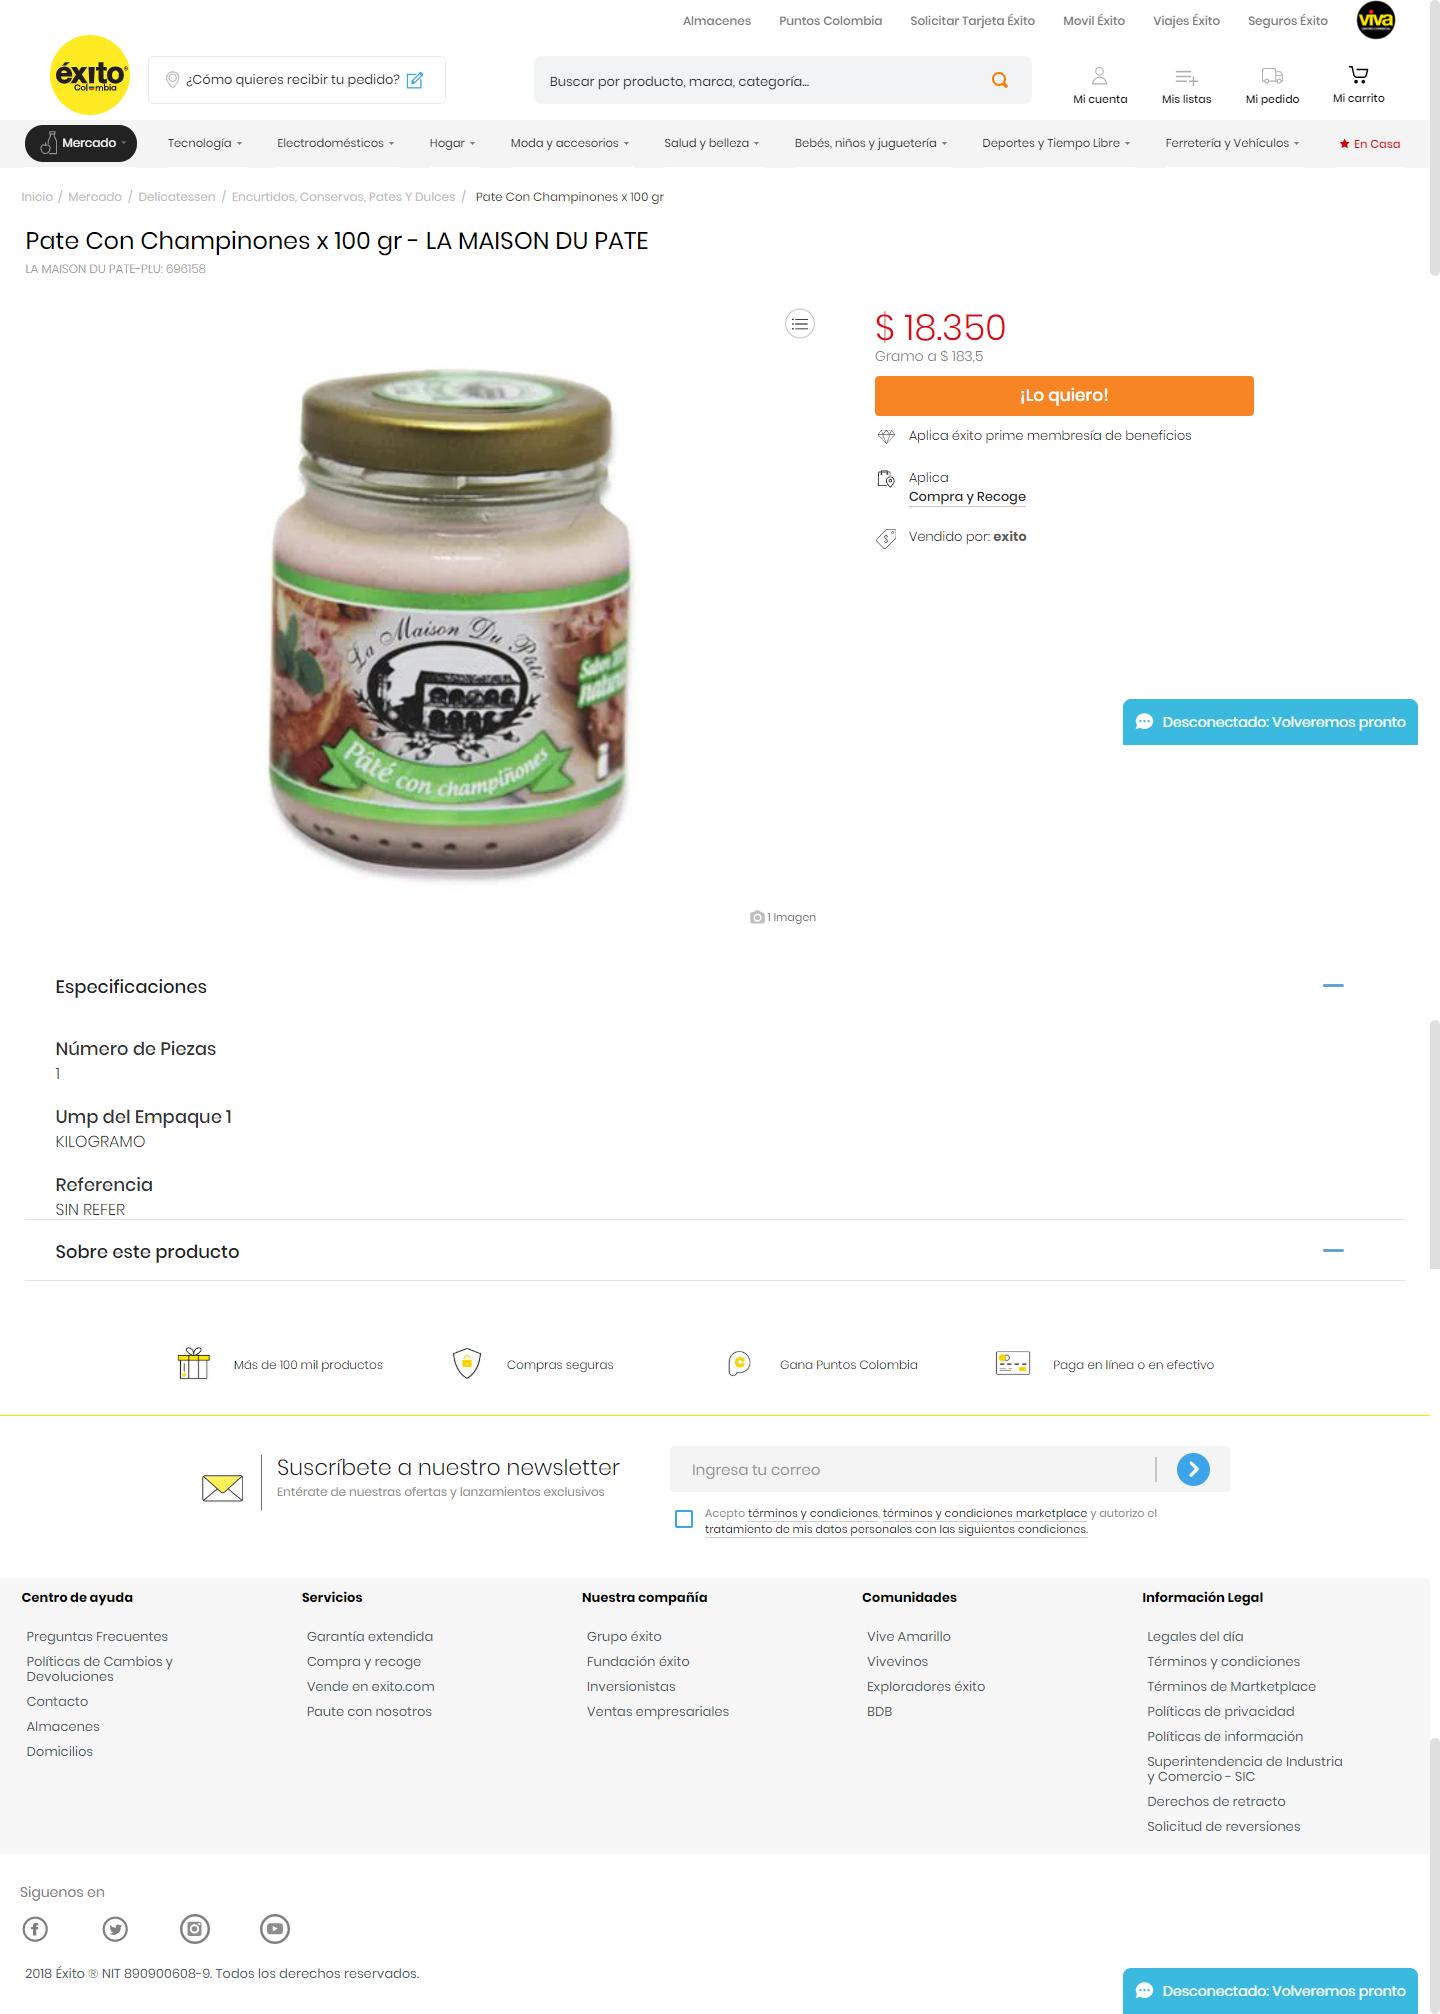 Almacenes Puntos Colombia Solicitar Tarjeta Éxito Movil Éxito Viajes Éxito Seguros Éxito viva
éxito
Colombia
¿Cómo quieres recibir tu pedido?
Buscar por producto, marca, categoría...
Mi cuenta Mis listas Mi pedido Mi carrito
Mercado Tecnología Electrodomésticos Hogar Moda y accesorios Salud y belleza Bebés, niños y juguetería Deportes y Tiempo Libre Ferretería y Vehículos En Casa
Inicio / Mercado / Delicatessen / Encurtidos, Conservas, Pates Y Dulces / Pate Con Champinones x 100 gr
Pate Con Champinones x 100 gr - LA MAISON DU PATE
LA MAISON DU PATE-PLU: 696158
$ 18.350
Gramo a $ 183,5
¡Lo quiero!
Aplica éxito prime membresía de beneficios
Aplica
Compra y Recoge
Vendido por: exito
La Maison Du Pâté
Pâté con champiñones
Desconectado: Volveremos pronto
1 Imagen
Especificaciones
Número de Piezas
1
Ump del Empaque 1
KILOGRAMO
Referencia
SIN REFER
Sobre este producto
Más de 100 mil productos Compras seguras Gana Puntos Colombia Paga en línea o en efectivo
Suscríbete a nuestro newsletter
Entérate de nuestras ofertas y lanzamientos exclusivos
Ingresa tu correo
Acepto términos y condiciones, términos y condiciones marketplace y autorizo el
tratamiento de mis datos personales con las siguientes condiciones.
Centro de ayuda
Preguntas Frecuentes
Políticas de Cambios y
Devoluciones
Contacto
Almacenes
Domicilios
Servicios
Garantía extendida
Compra y recoge
Vende en exito.com
Paute con nosotros
Nuestra compañía
Grupo éxito
Fundación éxito
Inversionistas
Ventas empresariales
Comunidades
Vive Amarillo
Vivevinos
Exploradores éxito
BDB
Información Legal
Legales del día
Términos y condiciones
Términos de Martketplace
Políticas de privacidad
Políticas de información
Superintendencia de Industria
y Comercio - SIC
Derechos de retracto
Solicitud de reversiones
Siguenos en
2018 Éxito ® NIT 890900608-9. Todos los derechos reservados.
Desconectado: Volveremos pronto